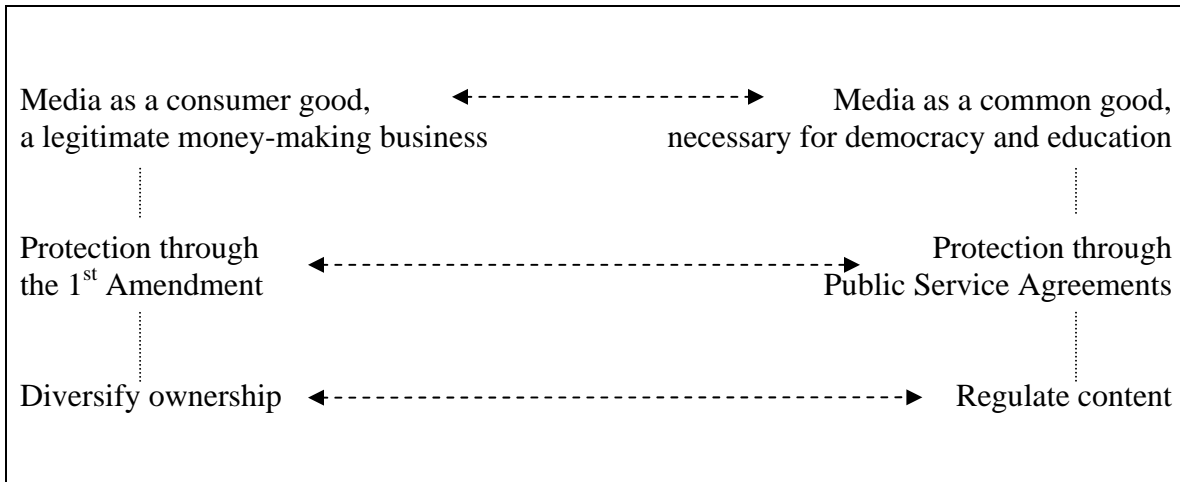 Media as a consumer good,
a legitimate money-making business
Media as a common good,
necessary for democracy and education
Protection through
the 1st Amendment
Protection through
Public Service Agreements
Diversify ownership
Regulate content